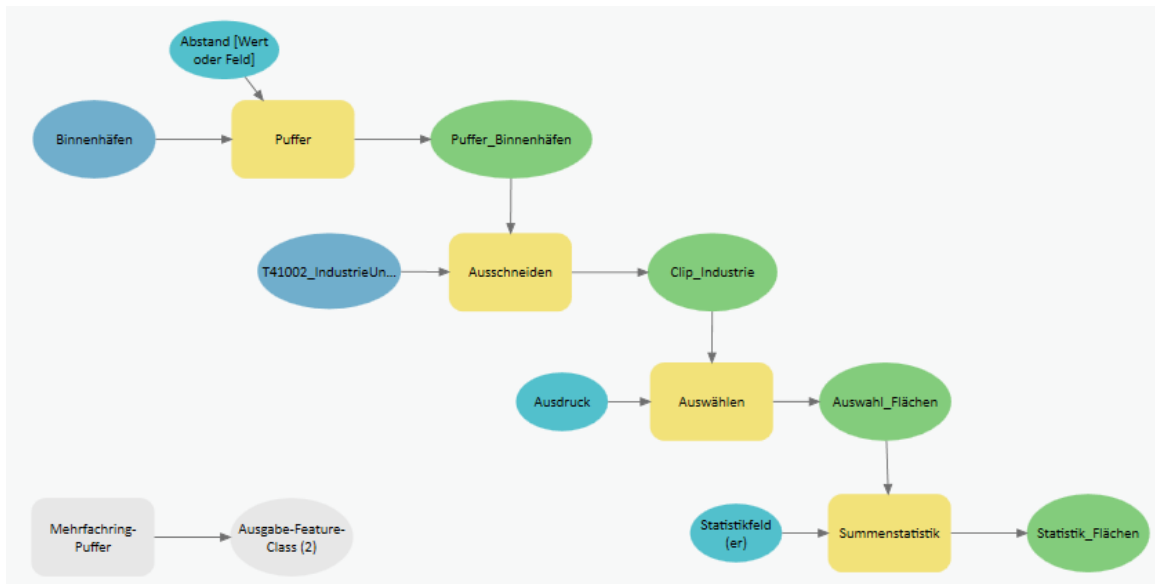 Abstand [Wert
oder Feld]
Binnenhäfen
Puffer
Puffer_Binnenhäfen
T41002_IndustrieUn...
Ausschneiden
Clip_Industrie
Ausdruck
Auswählen
Auswahl_Flächen
Mehrfachring-
Puffer
Ausgabe-Feature-
Class (2)
Statistikfeld
(er)
Summenstatistik
Statistik_Flächen